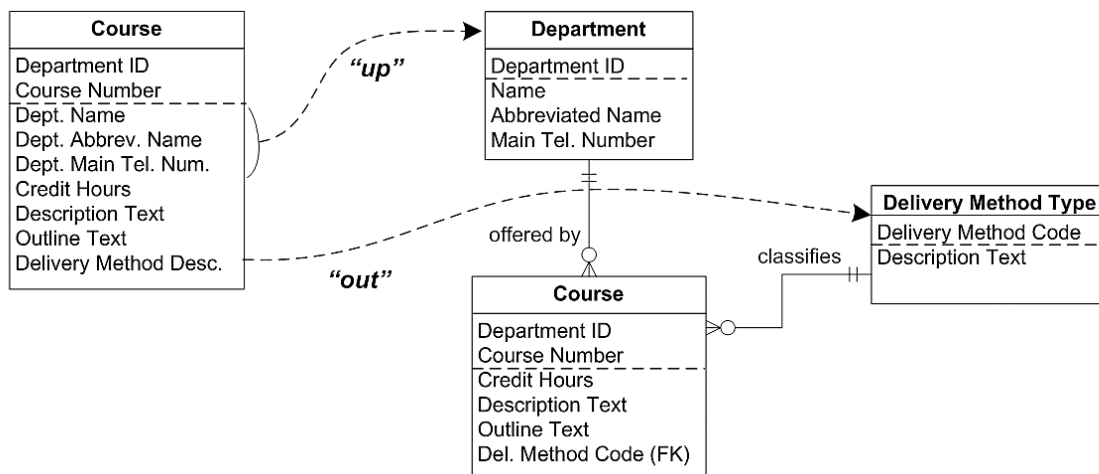 Course
Department ID
Course Number
Dept. Name
Dept. Abbrev. Name
Dept. Main Tel. Num.
Credit Hours
Description Text
Outline Text
Delivery Method Desc.
“up”
“out”
Department
Department ID
Name
Abbreviated Name
Main Tel. Number
offered by
Delivery Method Type
Delivery Method Code
Description Text
classifies
Course
Department ID
Course Number
Credit Hours
Description Text
Outline Text
Del. Method Code (FK)